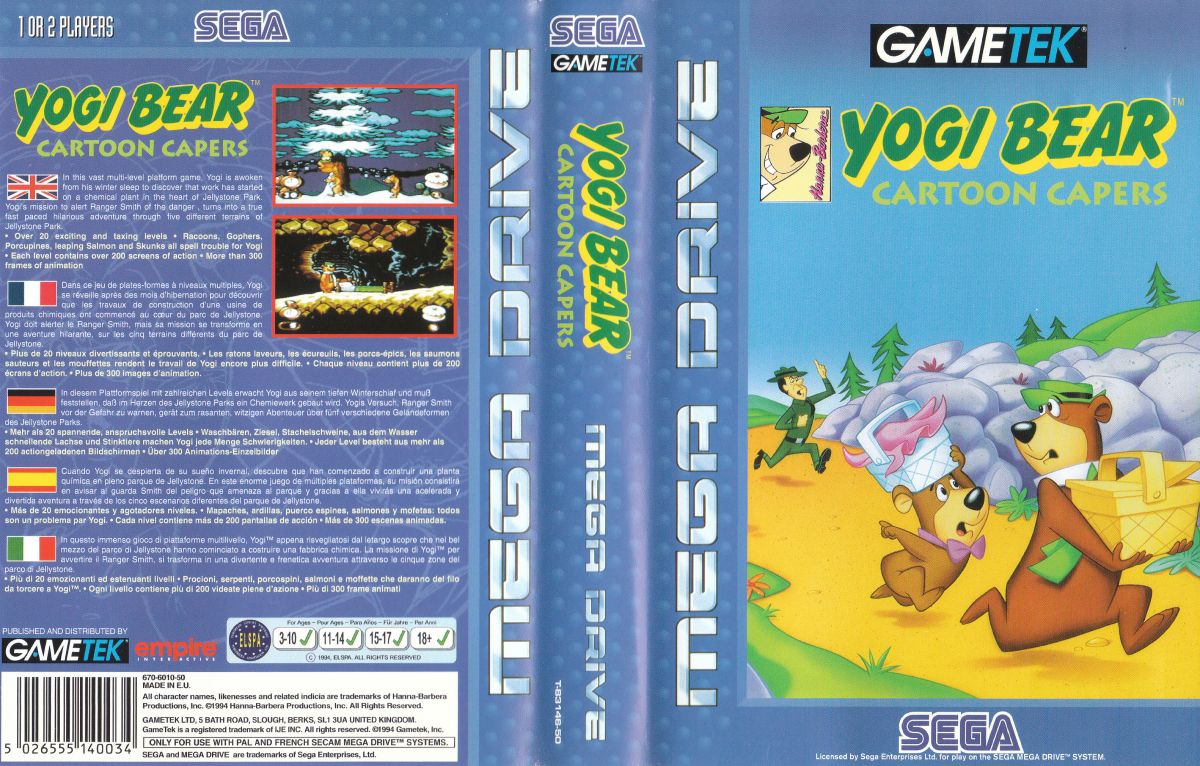 1 OR 2 PLAYERS
SEGA
YOGI BEAR™
CARTOON CAPERS
In this vast multi-level platform game, Yogi is awoken
from his winter sleep to discover that work has started
on a chemical plant in the heart of Jellystone Park.
Yogi's mission to alert Ranger Smith of the danger , turns into a true
fast paced hilarious adventure through five different terrains of
Jellystone Park.
• Over 20 exciting and taxing levels • Racoons, Gophers,
Porcupines, leaping Salmon and Skunks all spell trouble for Yogi
• Each level contains over 200 screens of action • More than 300
frames of animation
Dans ce jeu de plates-formes à niveaux multiples, Yogi
se réveille après des mois d'hibernation pour découvrir
que les travaux de construction d'une usine de
produits chimiques ont commencé au cœur du parc de Jellystone.
Yogi doit alerter le Ranger Smith, mais sa mission se transforme en
une aventure hilarante, sur les cinq terrains différents du parc de
Jellystone.
• Plus de 20 niveaux divertissants et éprouvants. • Les ratons laveurs, les écureuils, les porcs-épics, les saumons
sauteurs et les mouffettes rendent le travail de Yogi encore plus difficile. • Chaque niveau contient plus de 200
écrans d'action. • Plus de 300 images d'animation.
In diesem Plattformspiel mit zahlreichen Levels erwacht Yogi aus seinem tiefen Winterschlaf und muß
feststellen, daß im Herzen des Jellystone Parks ein Chemiewerk gebaut wird. Yogis Versuch, Ranger Smith
vor der Gefahr zu warnen, gerät zum rasanten, witzigen Abenteuer über fünf verschiedene Geländeformen
des Jellystone Parks.
• Mehr als 20 spannende, anspruchsvolle Levels • Waschbären, Ziesel, Stachelschweine, aus dem Wasser
schnellende Lachse und Stinktiere machen Yogi jede Menge Schwierigkeiten. • Jeder Level besteht aus mehr als
200 actiongeladenen Bildschirmen • Über 300 Animations-Einzelbilder
Cuando Yogi se despierta de su sueño invernal, descubre que han comenzado a construir una planta
química en pleno parque de Jellystone. En este enorme juego de múltiples plataformas, su misión consistirá
en avisar al guarda Smith del peligro que amenaza al parque y gracias a ella vivirás una acelerada y
divertida aventura a través de los cinco escenarios diferentes del parque de Jellystone.
• Más de 20 emocionantes y agotadores niveles. • Mapaches, ardillas, puerco espines, salmones y mofetas: todos
son un problema par Yogi. • Cada nivel contiene más de 200 pantallas de acción • Más de 300 escenas animadas.
In questo immenso gioco di piattaforme multilivello, Yogi™ appena risvegliatosi dal letargo scopre che nel bel
mezzo del parco di Jellystone hanno cominciato a costruire una fabbrica chimica. La missione di Yogi™ per
avvertire il Ranger Smith, si trasforma in una divertente e frenetica avventura attraverso le cinque zone del
parco di Jellystone.
• Più di 20 emozionanti ed estenuanti livelli • Procioni, serpenti, porcospini, salmoni e moffette che daranno del filo
da torcere a Yogi™. • Ogni livello contiene più di 200 videate piene d'azione • Più di 300 frame animati
PUBLISHED AND DISTRIBUTED BY
GAMETEK®
empire
INTERACTIVE
ELSPA
For Ages – Pour Ages – Para Años – Für Jahre – Per Anni
3-10 11-14 15-17 18+
© 1994, ELSPA. ALL RIGHTS RESERVED
5 026555 140034
670-6010-50
MADE IN E.U.
All character names, likenesses and related indicia are trademarks of Hanna-Barbera
Productions, Inc. ©1994 Hanna-Barbera Productions, Inc. All Rights Reserved.
GAMETEK LTD, 5 BATH ROAD, SLOUGH, BERKS, SL1 3UA UNITED KINGDOM.
GameTek is a registered trademark of IJE INC. All rights reserved. ©1994 Gametek, Inc.
ONLY FOR USE WITH PAL AND FRENCH SECAM MEGA DRIVE™ SYSTEMS.
SEGA and MEGA DRIVE are trademarks of Sega Enterprises, Ltd.
MEGA DRIVE
SEGA
GAMETEK
YOGI BEAR™
CARTOON CAPERS
MEGA DRIVE
T-83146-50
MEGA DRIVE
GAMETEK®
Hanna-Barbera
YOGI BEAR™
CARTOON CAPERS
SEGA
Licensed by Sega Enterprises Ltd. for play on the SEGA MEGA DRIVE™ SYSTEM.